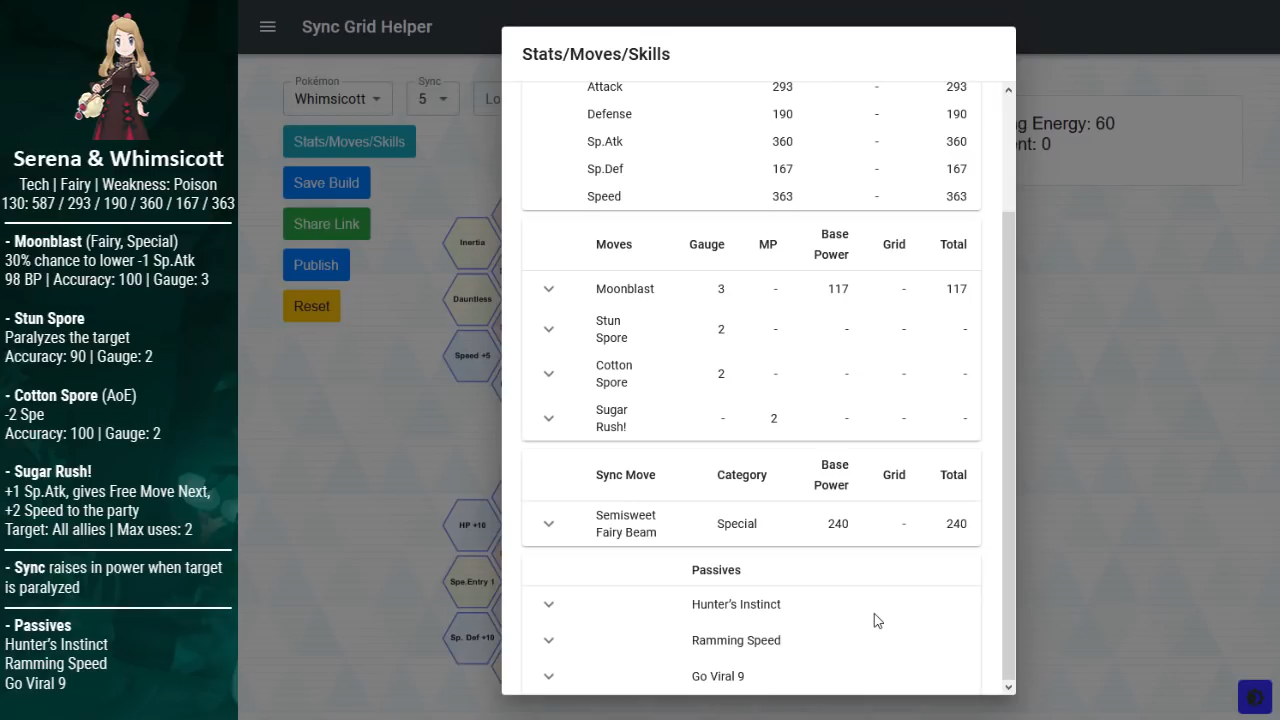 Serena & Whimsicott
Tech | Fairy | Weakness: Poison
130: 587 / 293 / 190 / 360 / 167 / 363
- Moonblast (Fairy, Special)
30% chance to lower -1 Sp.Atk
98 BP | Accuracy: 100 | Gauge: 3
- Stun Spore
Paralyzes the target
Accuracy: 90 | Gauge: 2
- Cotton Spore (AoE)
-2 Spe
Accuracy: 100 | Gauge: 2
- Sugar Rush!
+1 Sp.Atk, gives Free Move Next,
+2 Speed to the party
Target: All allies | Max uses: 2
- Sync raises in power when target
is paralyzed
- Passives
Hunter's Instinct
Ramming Speed
Go Viral 9
Sync Grid Helper
Pokémon
Whimsicott
Sync
5
Lo
Stats/Moves/Skills
Save Build
Share Link
Publish
Reset
Inertia
Dauntless
Speed +5
HP +10
Spe.Entry 1
Sp. Def +10
Stats/Moves/Skills
Attack 293 - 293
Defense 190 - 190
Sp.Atk 360 - 360
Sp.Def 167 - 167
Speed 363 - 363
Moves Gauge MP Base Power Grid Total
Moonblast 3 - 117 - 117
Stun Spore 2 - - - -
Cotton Spore 2 - - - -
Sugar Rush! - 2 - - -
Sync Move Category Base Power Grid Total
Semisweet Fairy Beam Special 240 - 240
Passives
Hunter's Instinct
Ramming Speed
Go Viral 9
g Energy: 60
ent: 0